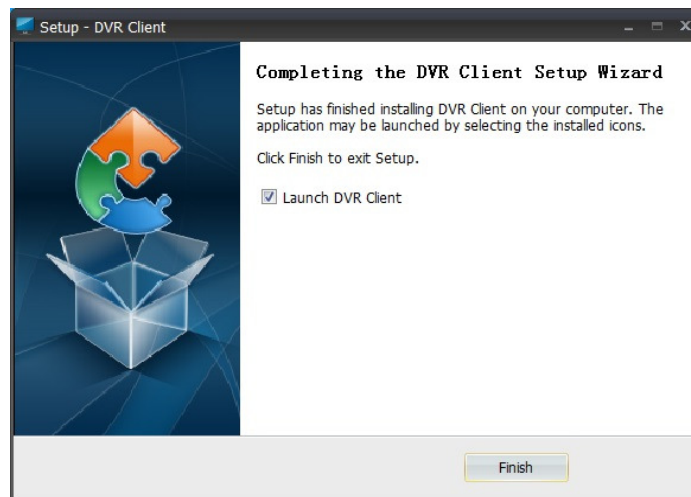 Setup - DVR Client
Completing the DVR Client Setup Wizard
Setup has finished installing DVR Client on your computer. The
application may be launched by selecting the installed icons.
Click Finish to exit Setup.
Launch DVR Client
Finish